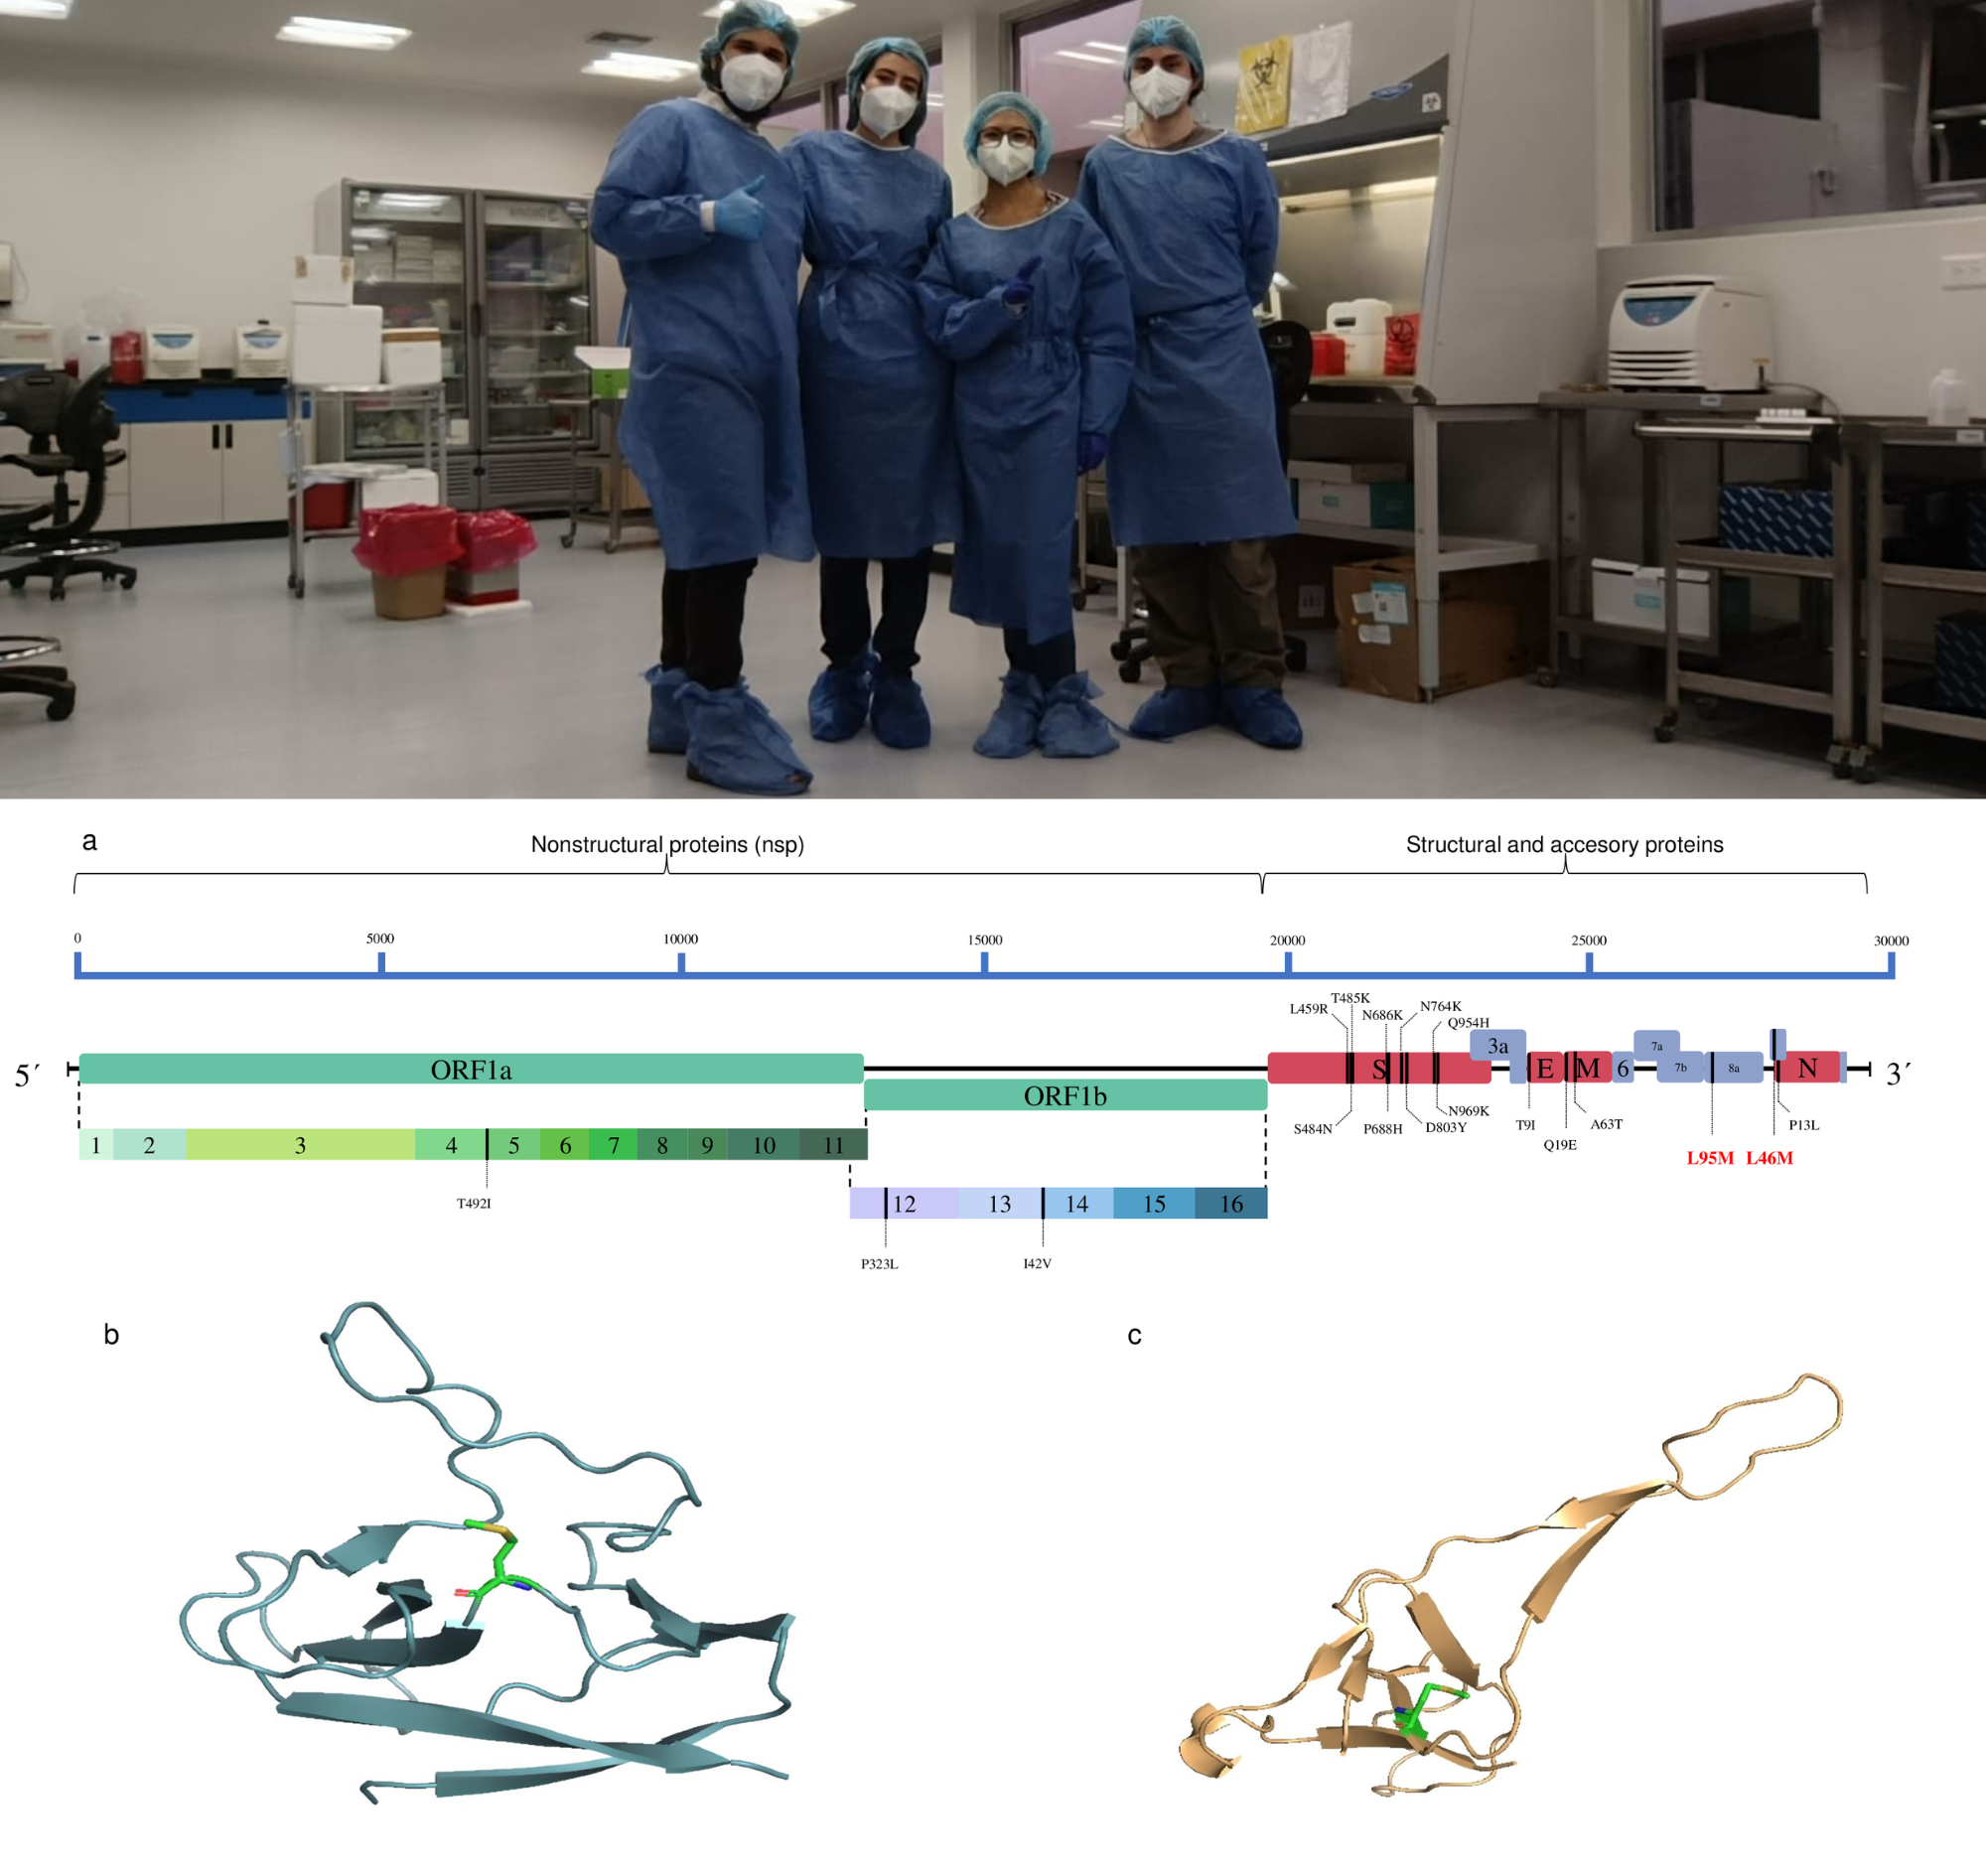 a
Nonstructural proteins (nsp)
Structural and accesory proteins
0 5000 10000 15000 20000 25000 30000
T485K
L459R N764K
N686K
Q954H
3a
7a
5´ ORF1a S E M 6 7b 8a N 3´
ORF1b
N969K
S484N P688H D803Y T9I A63T P13L
Q19E
1 2 3 4 5 6 7 8 9 10 11
L95M L46M
T492I
12 13 14 15 16
P323L I42V
b
c